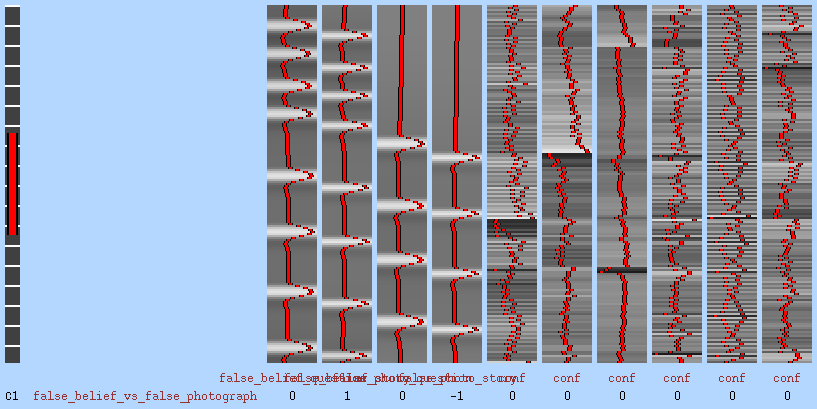 conf conf conf conf conf conf
C1 false_belief_vs_false_photograph 0 1 0 -1 0 0 0 0 0 0